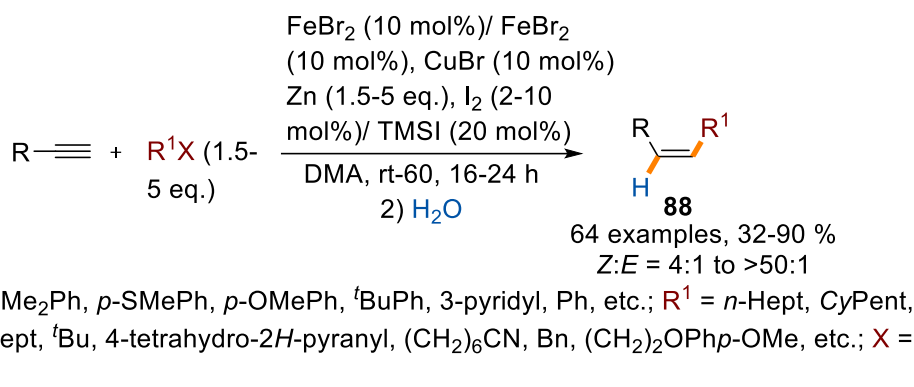 FeBr2 (10 mol%)/ FeBr2
(10 mol%), CuBr (10 mol%)
Zn (1.5-5 eq.), I2 (2-10
mol%)/ TMSI (20 mol%)
R + R1X (1.5-
5 eq.)
DMA, rt-60, 16-24 h
2) H2O
R R1
H
88
64 examples, 32-90 %
Z:E = 4:1 to >50:1
Me2Ph, p-SMePh, p-OMePh, tBuPh, 3-pyridyl, Ph, etc.; R1 = n-Hept, CyPent,
ept, tBu, 4-tetrahydro-2H-pyranyl, (CH2)6CN, Bn, (CH2)2OPhp-OMe, etc.; X =